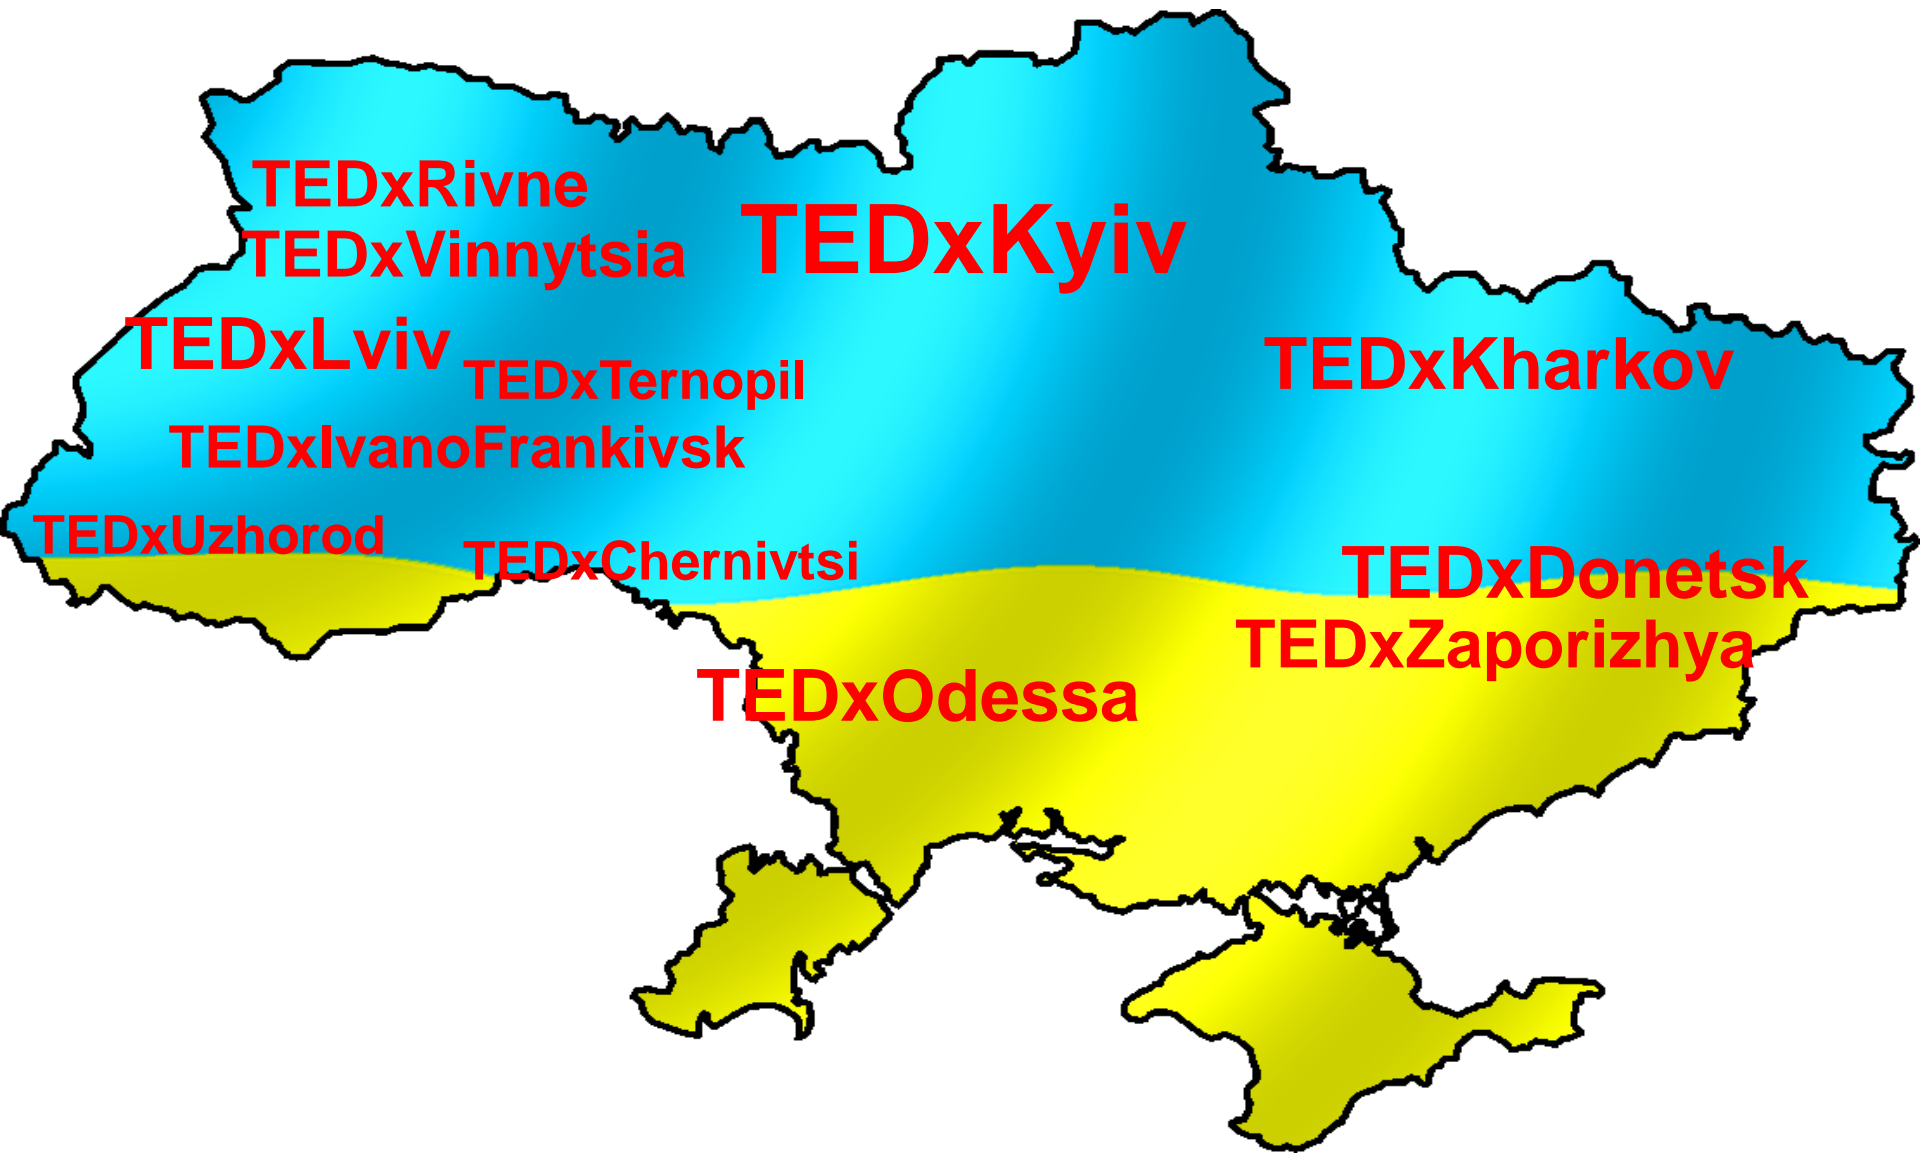 TEDxRivne
TEDxKyiv
TEDxVinnytsia
TEDxLviv
TEDxTernopil
TEDxKharkov
TEDxIvanoFrankivsk
TEDxUzhorod
TEDxChernivtsi
TEDxDonetsk
TEDxZaporizhya
TEDxOdessa